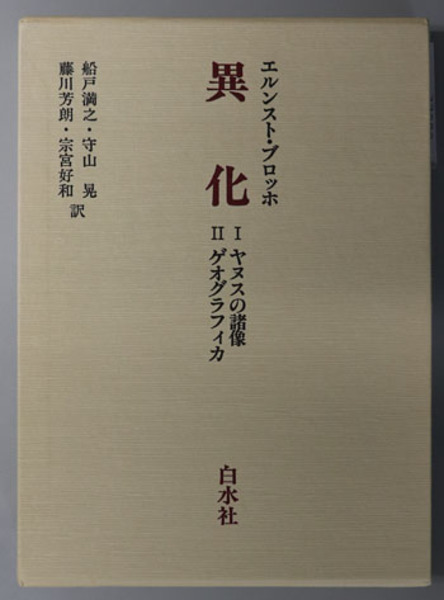 エルンスト・ブロッホ
異化
Ⅰ ヤヌスの諸像
Ⅱ ゲオグラフィカ
船戸満之・守山 晃
藤川芳朗・宗宮好和 訳
白水社